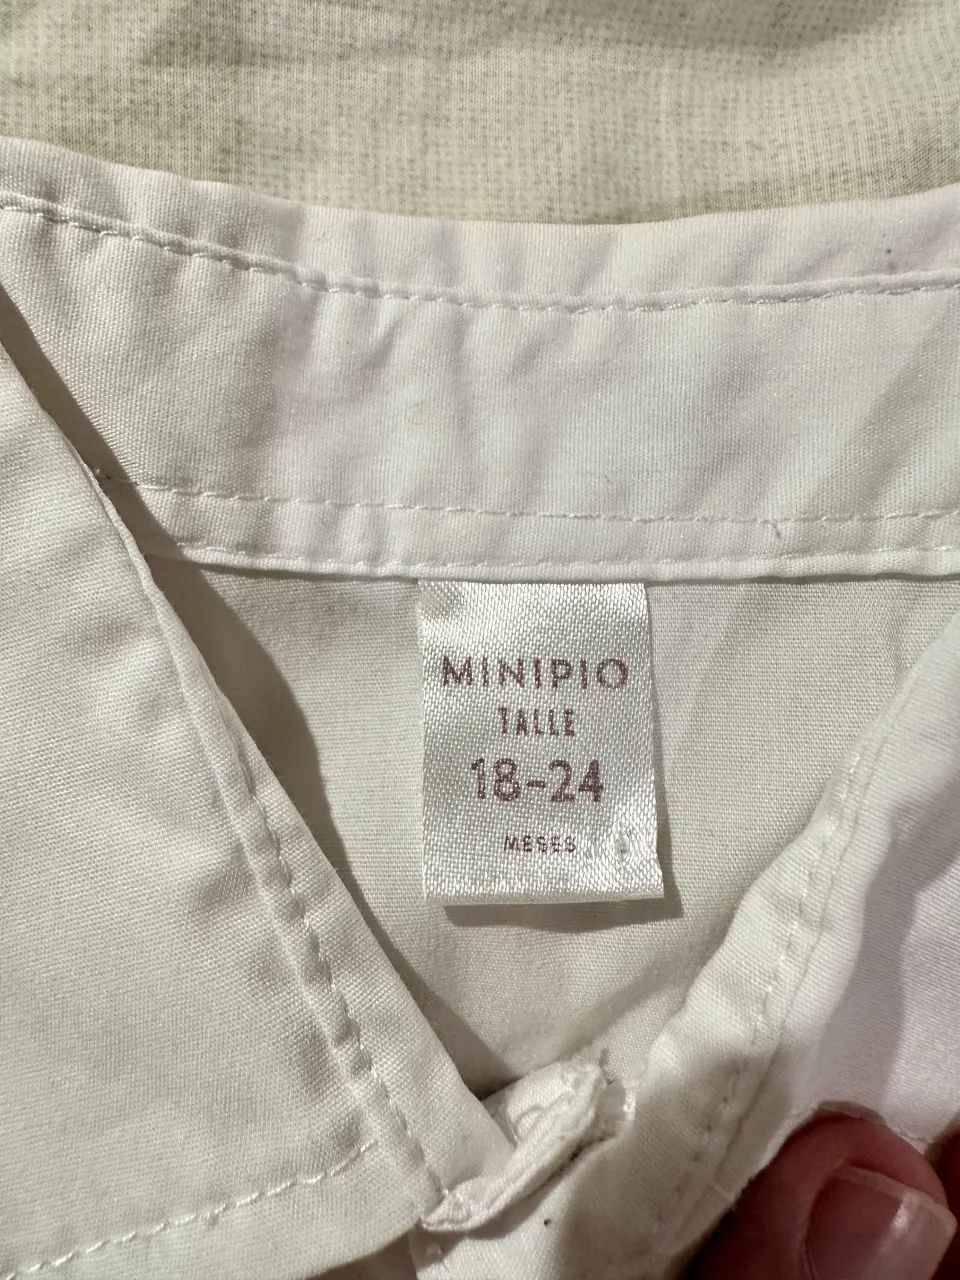 MINIPIO
TALLE
18-24
MESES